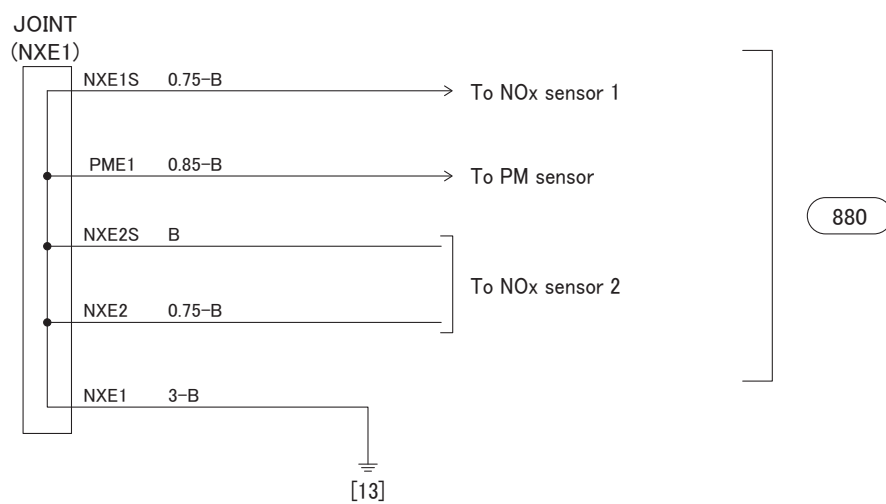 JOINT
(NXE1)
NXE1S 0.75-B
To NOx sensor 1
PME1 0.85-B
To PM sensor
880
NXE2S B
To NOx sensor 2
NXE2 0.75-B
NXE1 3-B
[13]